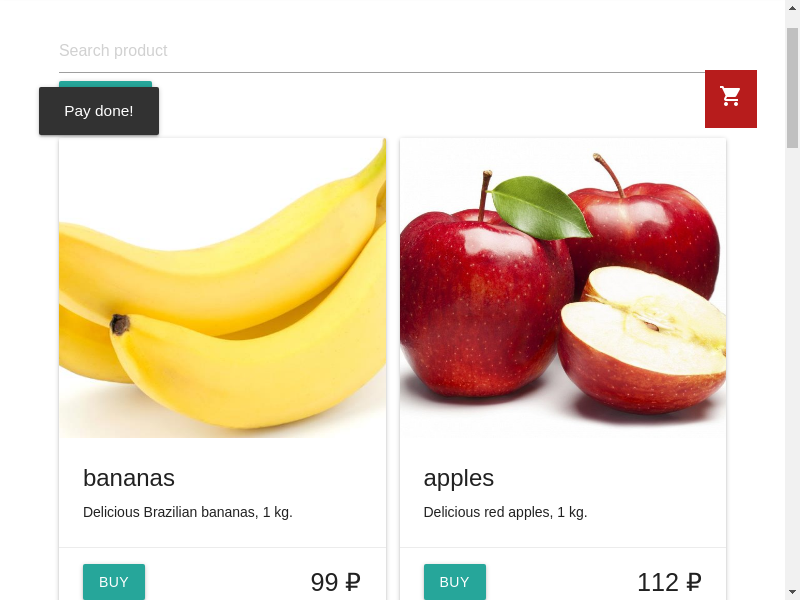 Search product
Pay done!
bananas
apples
Delicious Brazilian bananas, 1 kg.
Delicious red apples, 1 kg.
BUY
99 ₽
BUY
112 ₽